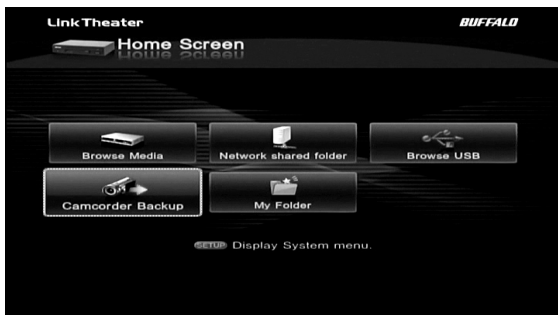 LinkTheater
BUFFALO
Home Screen
Browse Media
Network shared folder
Browse USB
Camcorder Backup
My Folder
SETUP Display System menu.